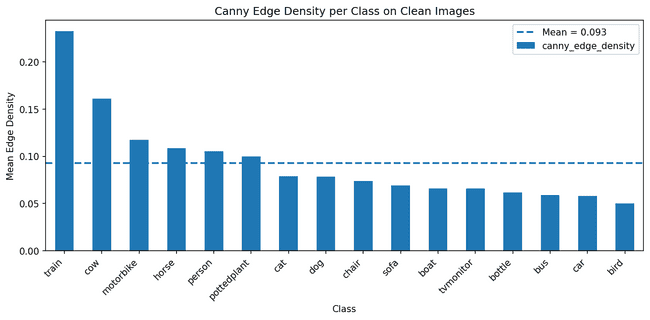 Canny Edge Density per Class on Clean Images
Mean = 0.093
canny_edge_density
Mean Edge Density
0.20
0.15
0.10
0.05
0.00
train
cow
motorbike
horse
person
pottedplant
cat
dog
chair
sofa
boat
tvmonitor
bottle
bus
car
bird
Class